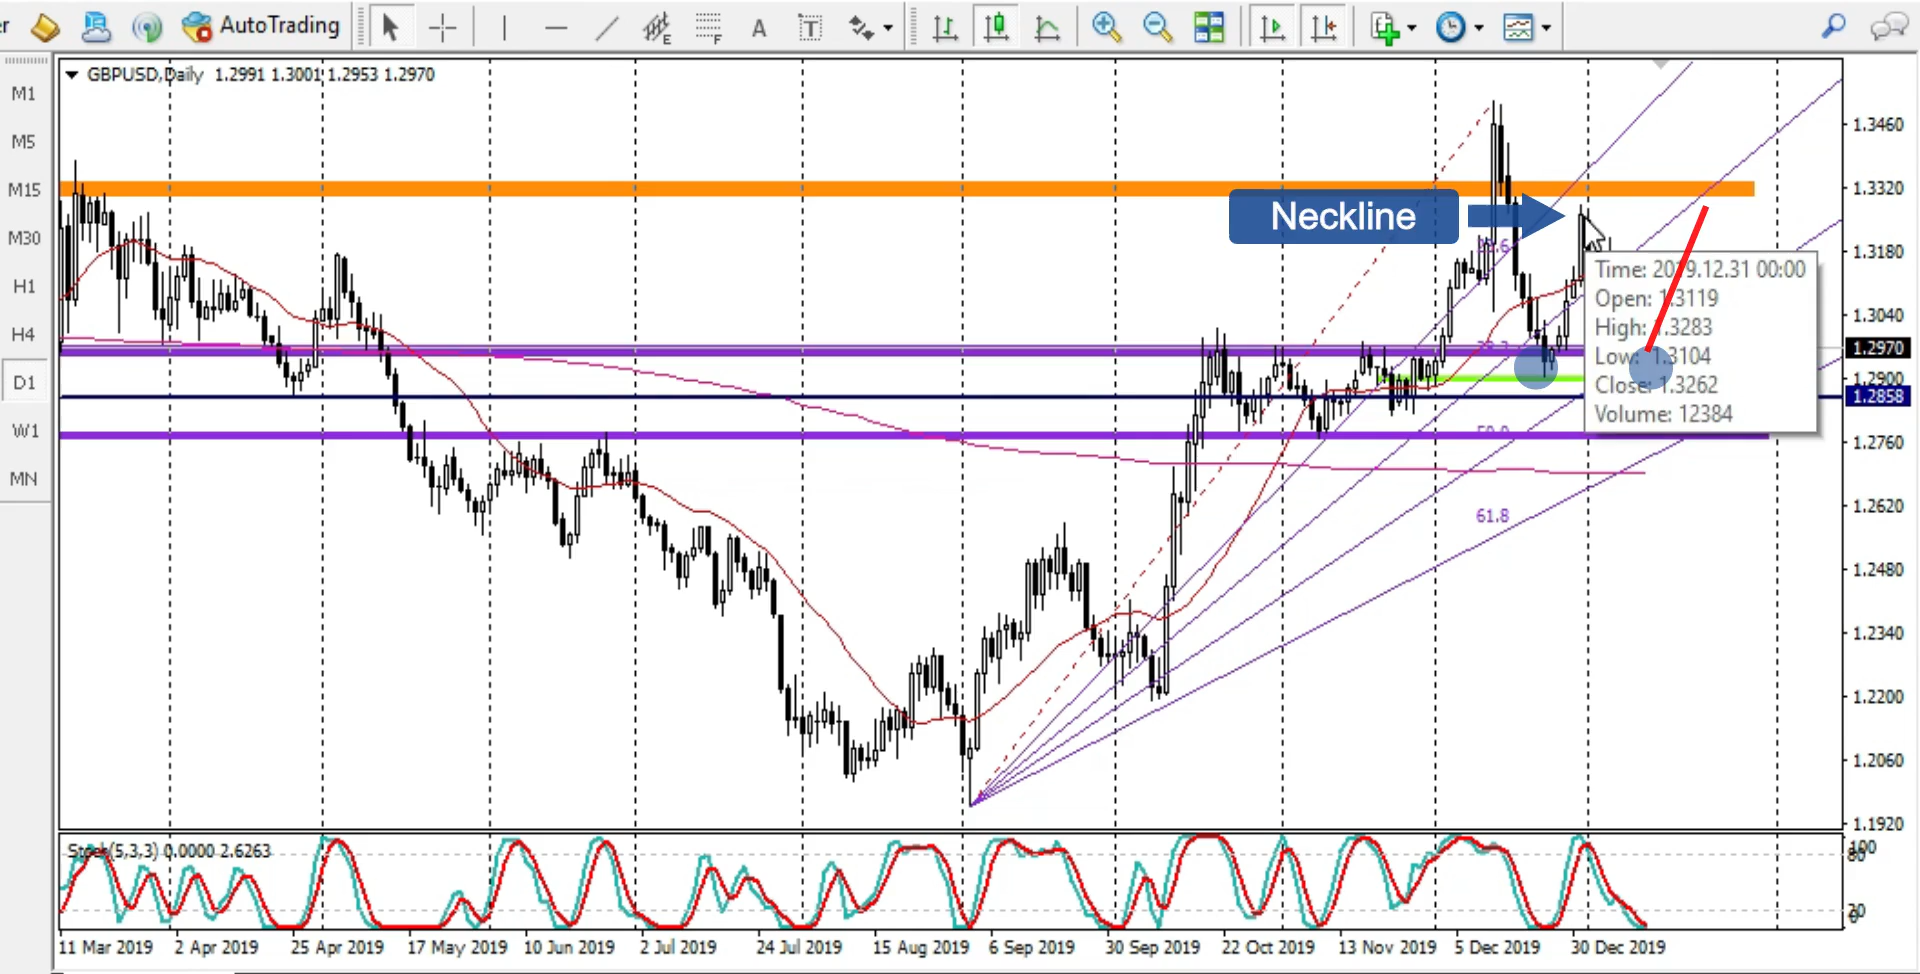 r
AutoTrading
E
F
A
T
M1
M5
M15
M30
H1
H4
D1
W1
MN
GBPUSD,Daily 1.2991 1.3001 1.2953 1.2970
Neckline
61.8
Time: 2019.12.31 00:00
Open: 1.3119
High: 1.3283
Low: 1.3104
Close: 1.3262
Volume: 12384
1.3460
1.3320
1.3180
1.3040
1.2970
1.2900
1.2858
1.2760
1.2620
1.2480
1.2340
1.2200
1.2060
1.1920
Stoch(5,3,3) 0.0000 2.6263
100
80
20
11 Mar 2019
2 Apr 2019
25 Apr 2019
17 May 2019
10 Jun 2019
2 Jul 2019
24 Jul 2019
15 Aug 2019
6 Sep 2019
30 Sep 2019
22 Oct 2019
13 Nov 2019
5 Dec 2019
30 Dec 2019